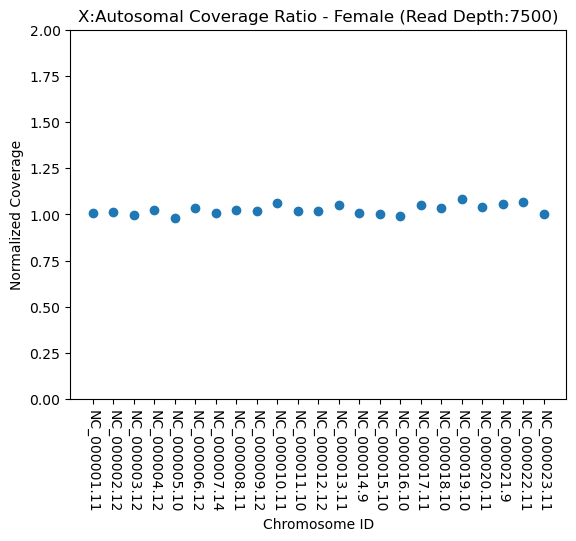 X:Autosomal Coverage Ratio - Female (Read Depth:7500)
2.00
1.75
1.50
1.25
1.00
0.75
0.50
0.25
0.00
Normalized Coverage
NC_000001.11
NC_000002.12
NC_000003.12
NC_000004.12
NC_000005.10
NC_000006.12
NC_000007.14
NC_000008.11
NC_000009.12
NC_000010.11
NC_000011.10
NC_000012.12
NC_000013.11
NC_000014.9
NC_000015.10
NC_000016.10
NC_000017.11
NC_000018.10
NC_000019.10
NC_000020.11
NC_000021.9
NC_000022.11
NC_000023.11
Chromosome ID